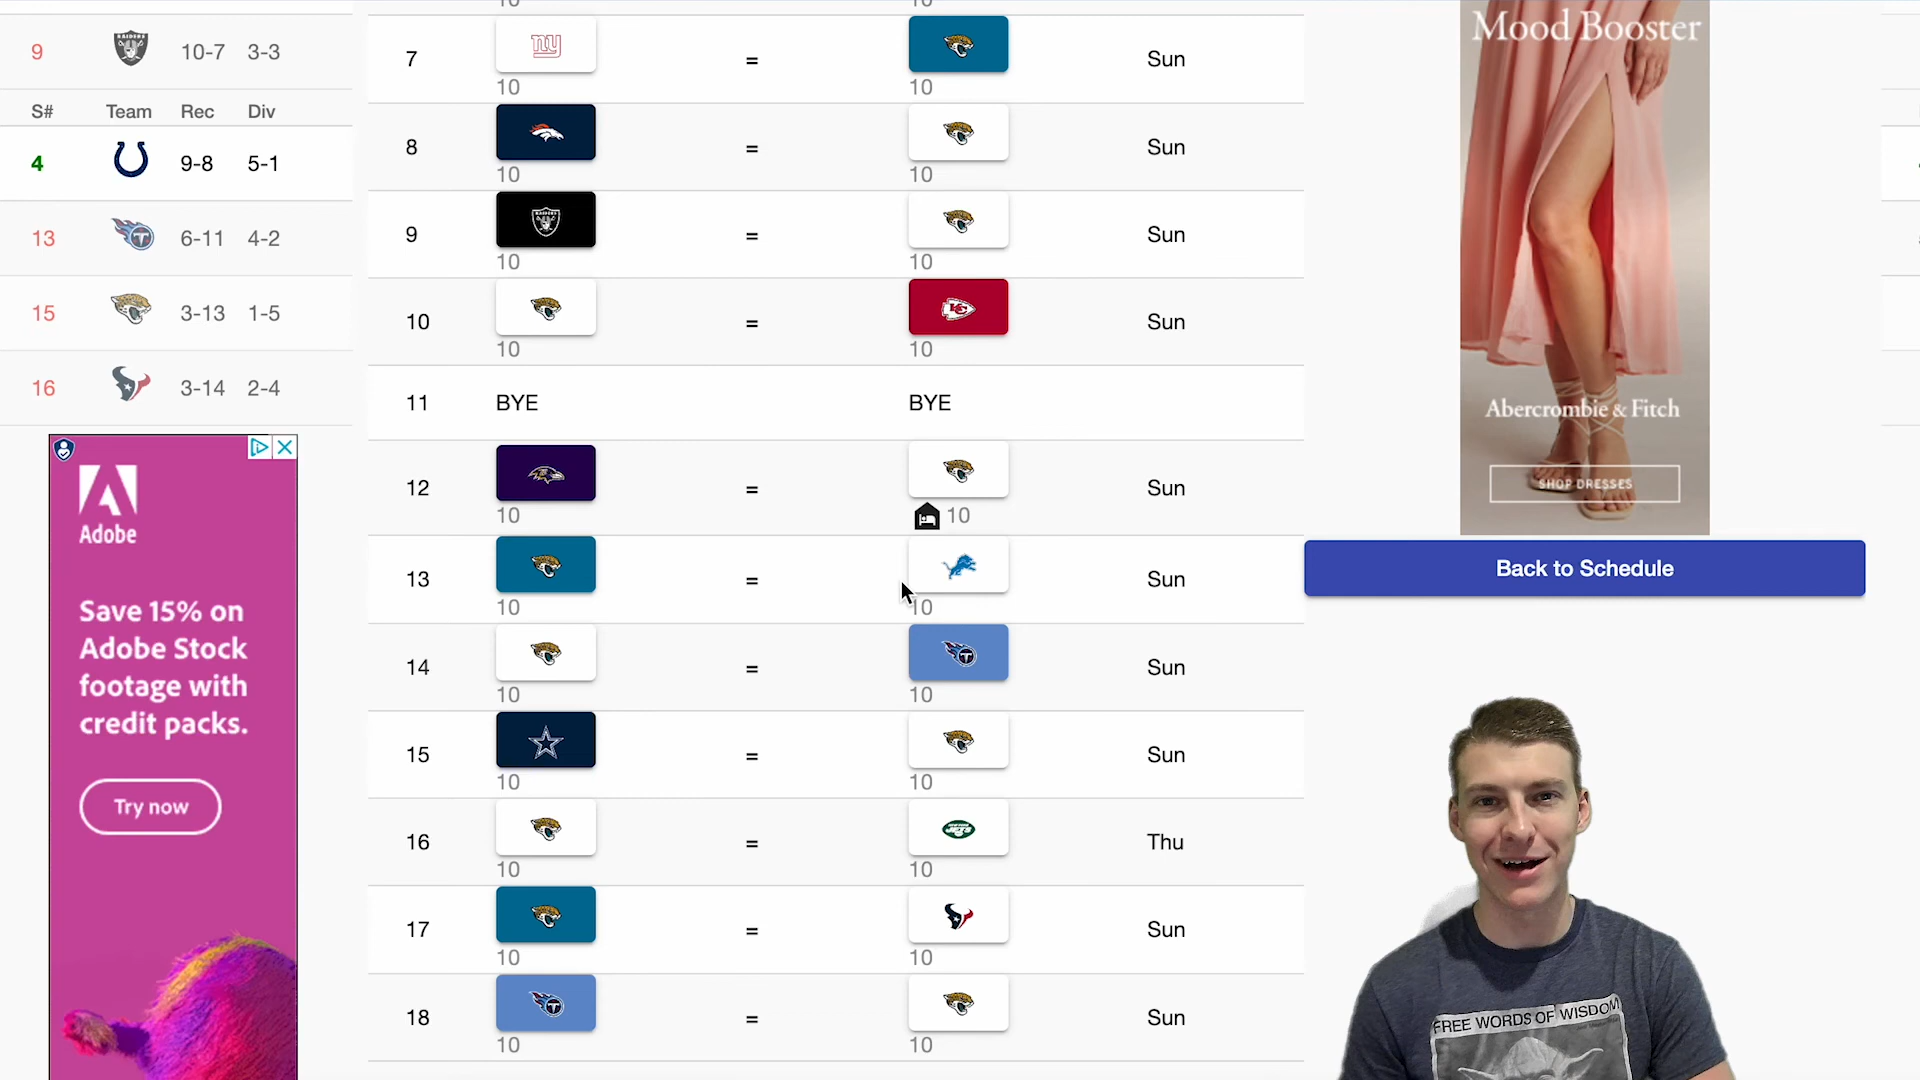 10
10
9
RAIDERS
10-7
3-3
S#
Team
Rec
Div
4
9-8
5-1
13
T
6-11
4-2
15
3-13
1-5
16
3-14
2-4
Adobe
Save 15% on
Adobe Stock
footage with
credit packs.
Try now
7
ny
=
Sun
10
10
8
=
Sun
10
10
9
RAIDERS
=
Sun
10
10
10
=
KC
Sun
10
10
11
BYE
BYE
12
=
Sun
10
10
13
=
Sun
10
10
14
=
T
Sun
10
10
15
=
Sun
10
10
16
=
JETS
Thu
10
10
17
=
Sun
10
10
18
T
=
Sun
10
10
Mood Booster
Abercrombie & Fitch
SHOP DRESSES
Back to Schedule
FREE WORDS OF WISDOM